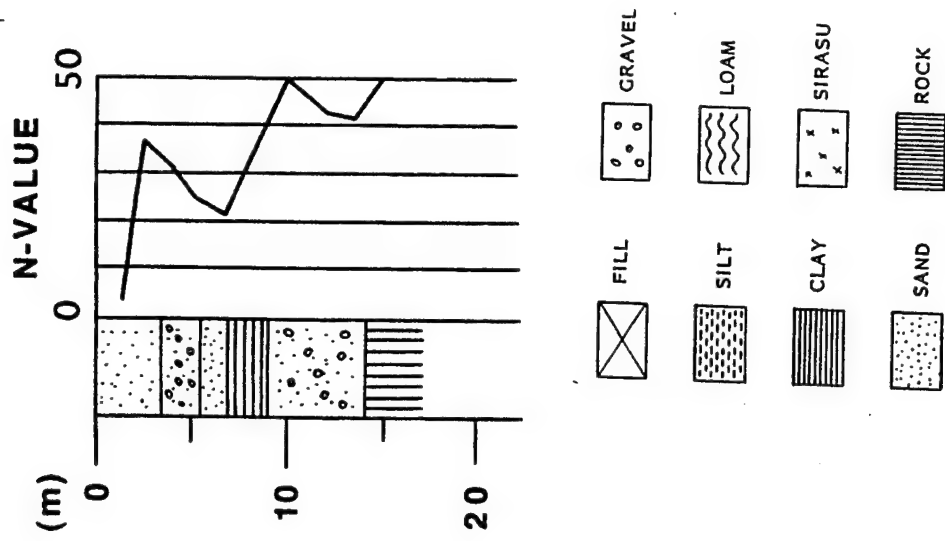 N-VALUE
0
50
(m)
0
10
20
FILL
GRAVEL
SILT
LOAM
CLAY
SIRASU
SAND
ROCK